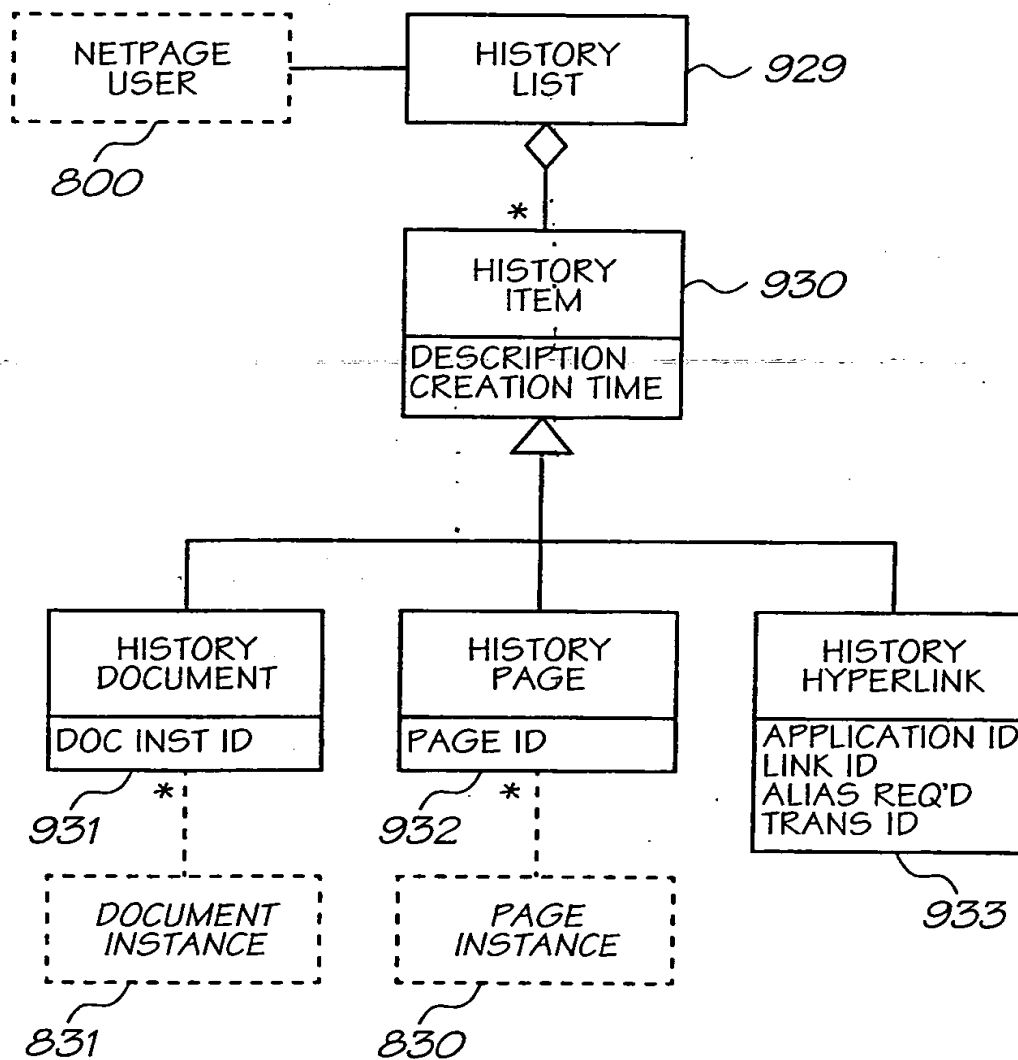 NETPAGE
USER
800
HISTORY
LIST
929
*
HISTORY
ITEM
930
DESCRIPTION
CREATION TIME
HISTORY
DOCUMENT
DOC INST ID
931
*
HISTORY
PAGE
PAGE ID
932
*
HISTORY
HYPERLINK
APPLICATION ID
LINK ID
ALIAS REQ'D
TRANS ID
933
DOCUMENT
INSTANCE
831
PAGE
INSTANCE
830